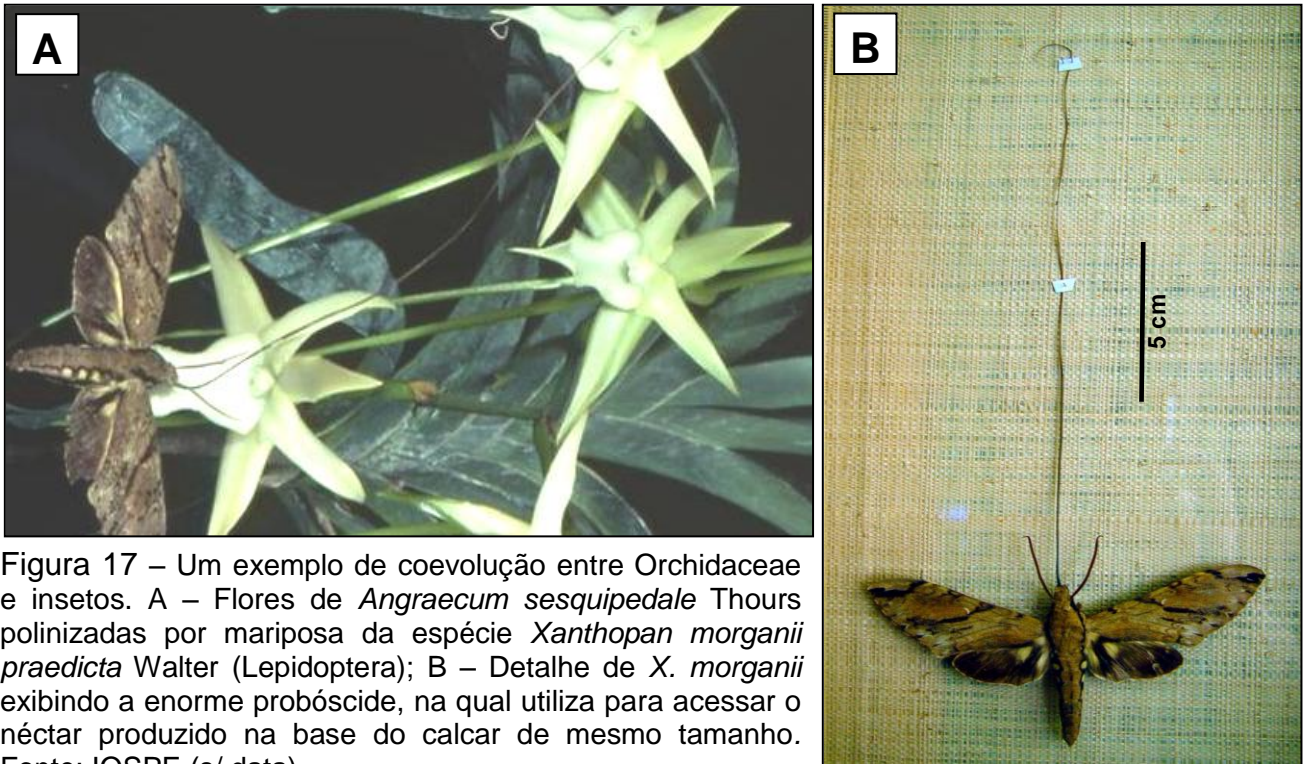 A
B
5 cm
Figura 17 – Um exemplo de coevolução entre Orchidaceae
e insetos. A – Flores de Angraecum sesquipedale Thours
polinizadas por mariposa da espécie Xanthopan morganii
praedicta Walter (Lepidoptera); B – Detalhe de X. morganii
exibindo a enorme probóscide, na qual utiliza para acessar o
néctar produzido na base do calcar de mesmo tamanho.